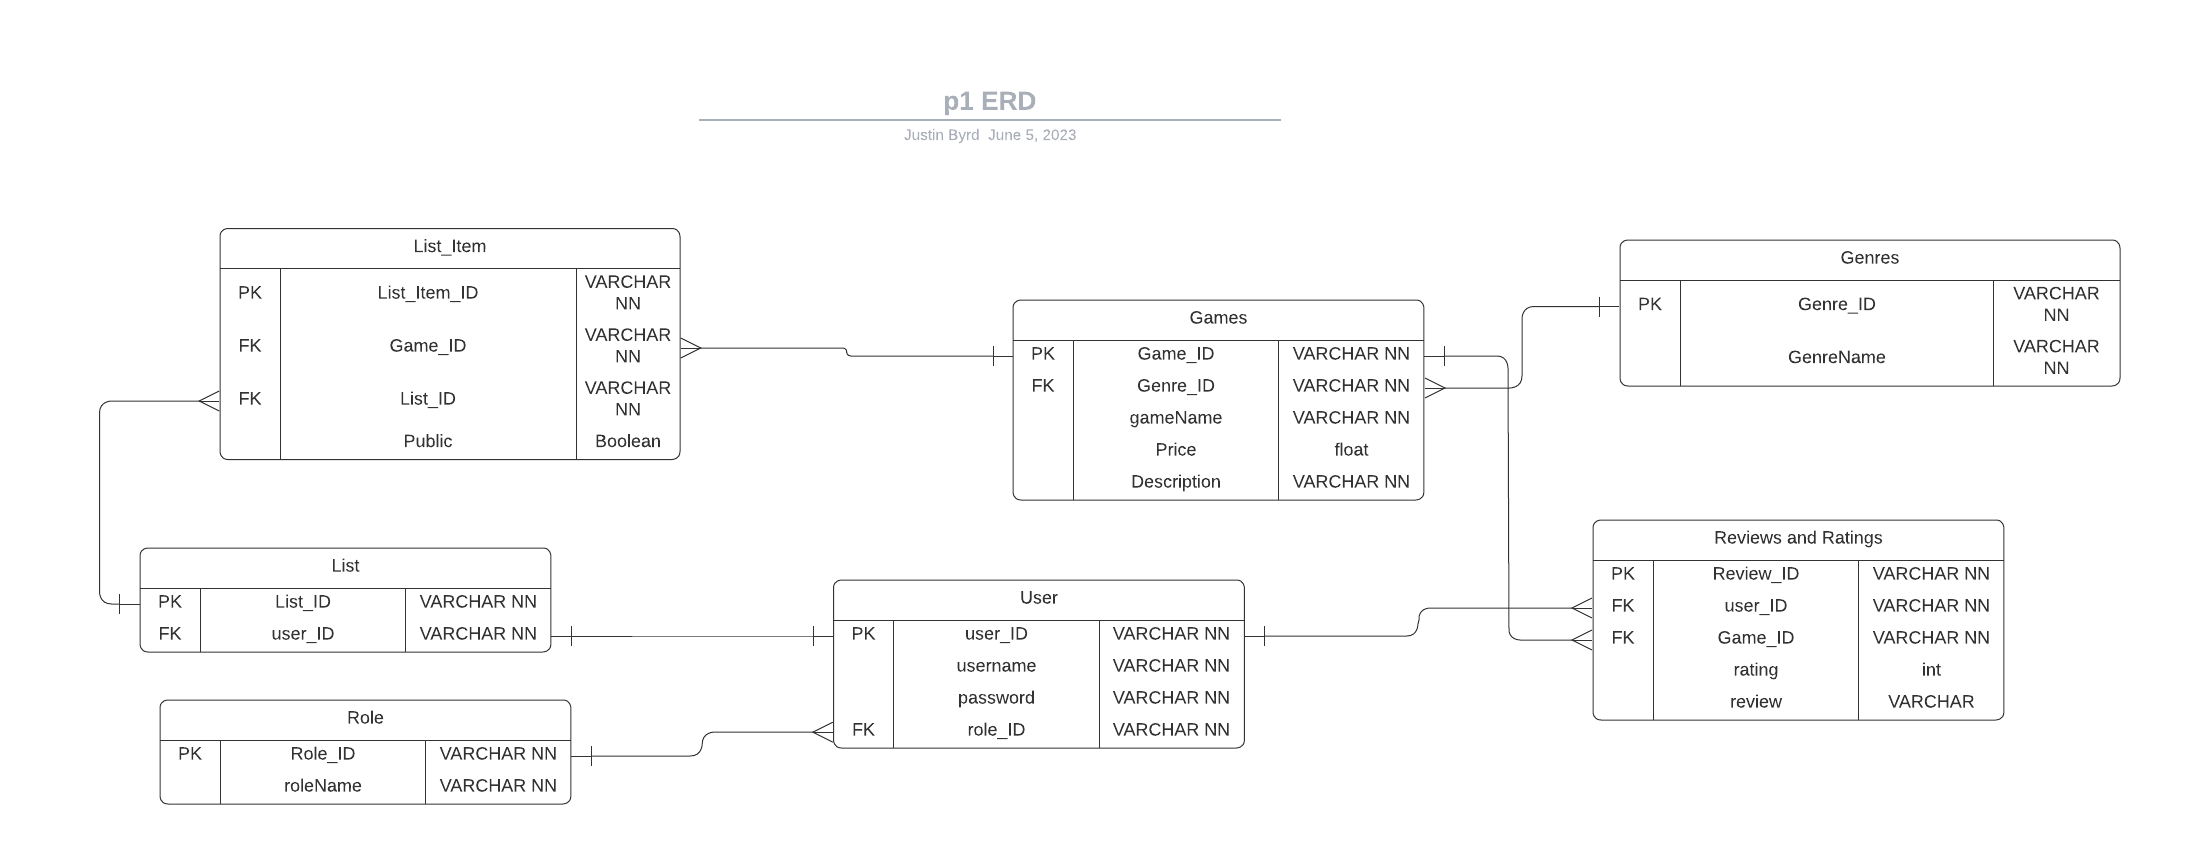 p1 ERD
Justin Byrd  June 5, 2023
List_Item
PK List_Item_ID VARCHAR
NN
FK Game_ID VARCHAR
NN
FK List_ID VARCHAR
NN
Public Boolean
Games
PK Game_ID VARCHAR NN
FK Genre_ID VARCHAR NN
gameName VARCHAR NN
Price float
Description VARCHAR NN
Genres
PK Genre_ID VARCHAR
NN
GenreName VARCHAR
NN
List
PK List_ID VARCHAR NN
FK user_ID VARCHAR NN
User
PK user_ID VARCHAR NN
username VARCHAR NN
password VARCHAR NN
FK role_ID VARCHAR NN
Reviews and Ratings
PK Review_ID VARCHAR NN
FK user_ID VARCHAR NN
FK Game_ID VARCHAR NN
rating int
review VARCHAR
Role
PK Role_ID VARCHAR NN
roleName VARCHAR NN